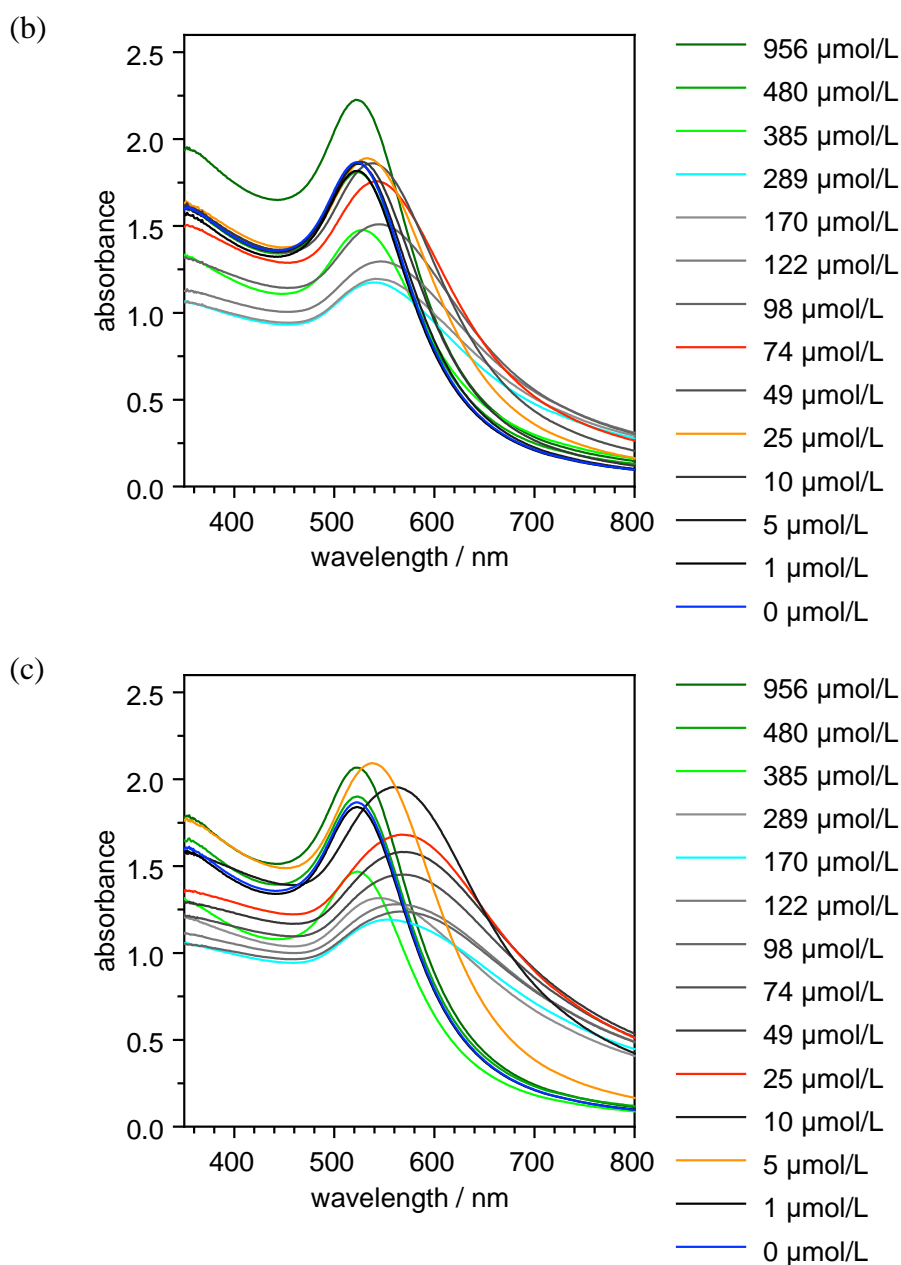 (b)
2.5
2.0
1.5
1.0
0.5
0.0
absorbance
400 500 600 700 800
wavelength / nm
956 µmol/L
480 µmol/L
385 µmol/L
289 µmol/L
170 µmol/L
122 µmol/L
98 µmol/L
74 µmol/L
49 µmol/L
25 µmol/L
10 µmol/L
5 µmol/L
1 µmol/L
0 µmol/L
(c)
2.5
2.0
1.5
1.0
0.5
0.0
absorbance
400 500 600 700 800
wavelength / nm
956 µmol/L
480 µmol/L
385 µmol/L
289 µmol/L
170 µmol/L
122 µmol/L
98 µmol/L
74 µmol/L
49 µmol/L
25 µmol/L
10 µmol/L
5 µmol/L
1 µmol/L
0 µmol/L